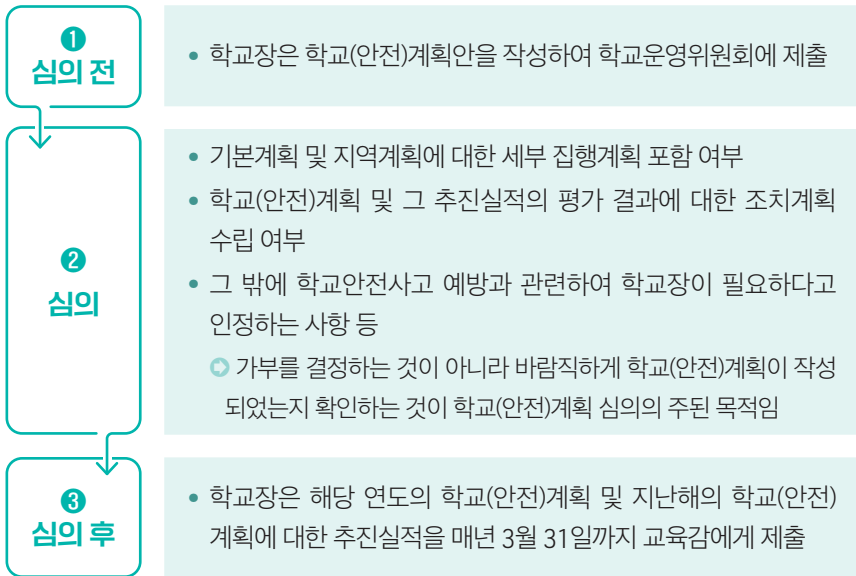 ❶
심의 전
• 학교장은 학교(안전)계획안을 작성하여 학교운영위원회에 제출
❷
심의
• 기본계획 및 지역계획에 대한 세부 집행계획 포함 여부
• 학교(안전)계획 및 그 추진실적의 평가 결과에 대한 조치계획
수립 여부
• 그 밖에 학교안전사고 예방과 관련하여 학교장이 필요하다고
인정하는 사항 등
➲ 가부를 결정하는 것이 아니라 바람직하게 학교(안전)계획이 작성
되었는지 확인하는 것이 학교(안전)계획 심의의 주된 목적임
❸
심의 후
• 학교장은 해당 연도의 학교(안전)계획 및 지난해의 학교(안전)
계획에 대한 추진실적을 매년 3월 31일까지 교육감에게 제출